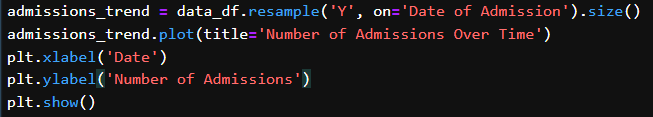 admissions_trend = data_df.resample('Y', on='Date of Admission').size()
admissions_trend.plot(title='Number of Admissions Over Time')
plt.xlabel('Date')
plt.ylabel('Number of Admissions')
plt.show()